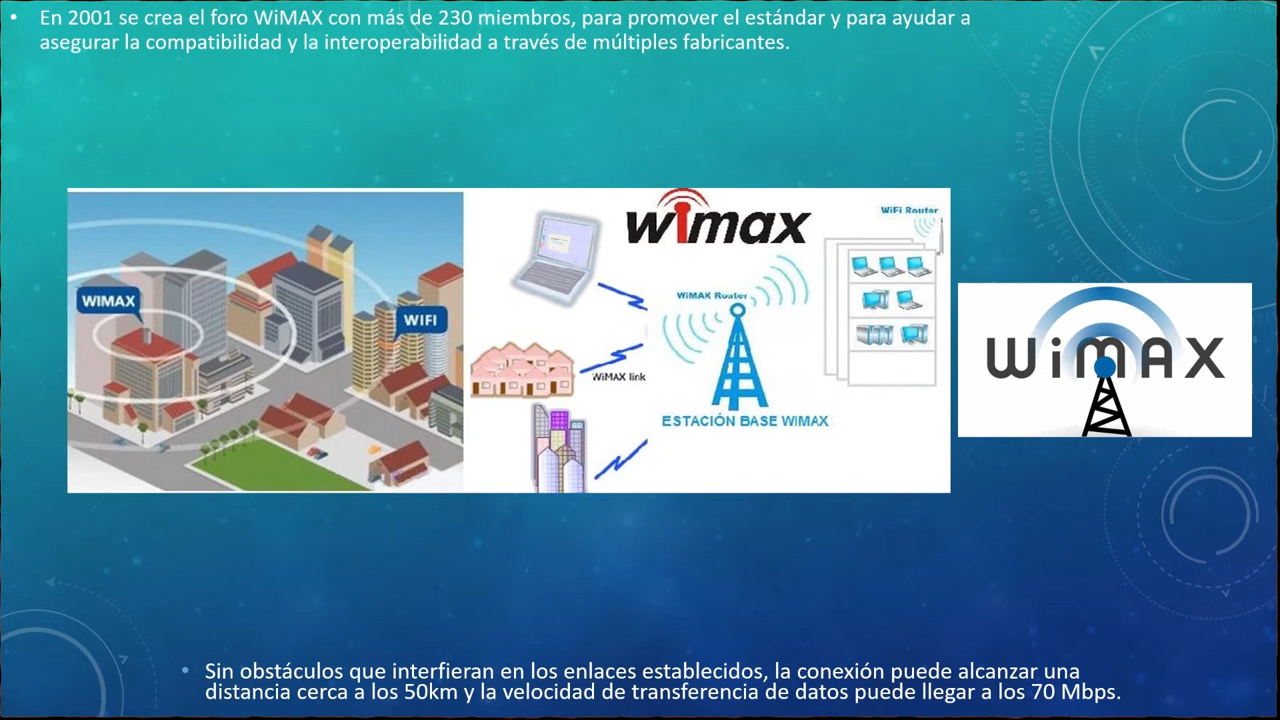 • En 2001 se crea el foro WiMAX con más de 230 miembros, para promover el estándar y para ayudar a
asegurar la compatibilidad y la interoperabilidad a través de múltiples fabricantes.
WIMAX
WIFI
wimax
WiFi Router
WiMAX Router
WiMAX link
ESTACIÓN BASE WIMAX
WiMAX
• Sin obstáculos que interfieran en los enlaces establecidos, la conexión puede alcanzar una
distancia cerca a los 50km y la velocidad de transferencia de datos puede llegar a los 70 Mbps.